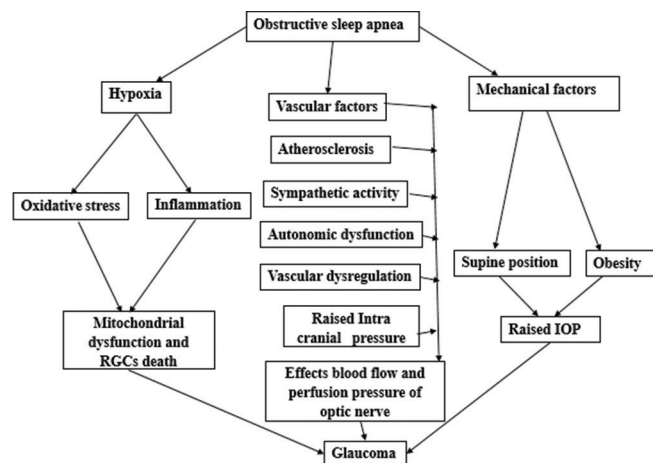 Obstructive sleep apnea
Hypoxia
Vascular factors
Mechanical factors
Atherosclerosis
Oxidative stress
Inflammation
Sympathetic activity
Autonomic dysfunction
Vascular dysregulation
Supine position
Obesity
Raised Intra
cranial pressure
Mitochondrial
dysfunction and
RGCs death
Raised IOP
Effects blood flow and
perfusion pressure of
optic nerve
Glaucoma